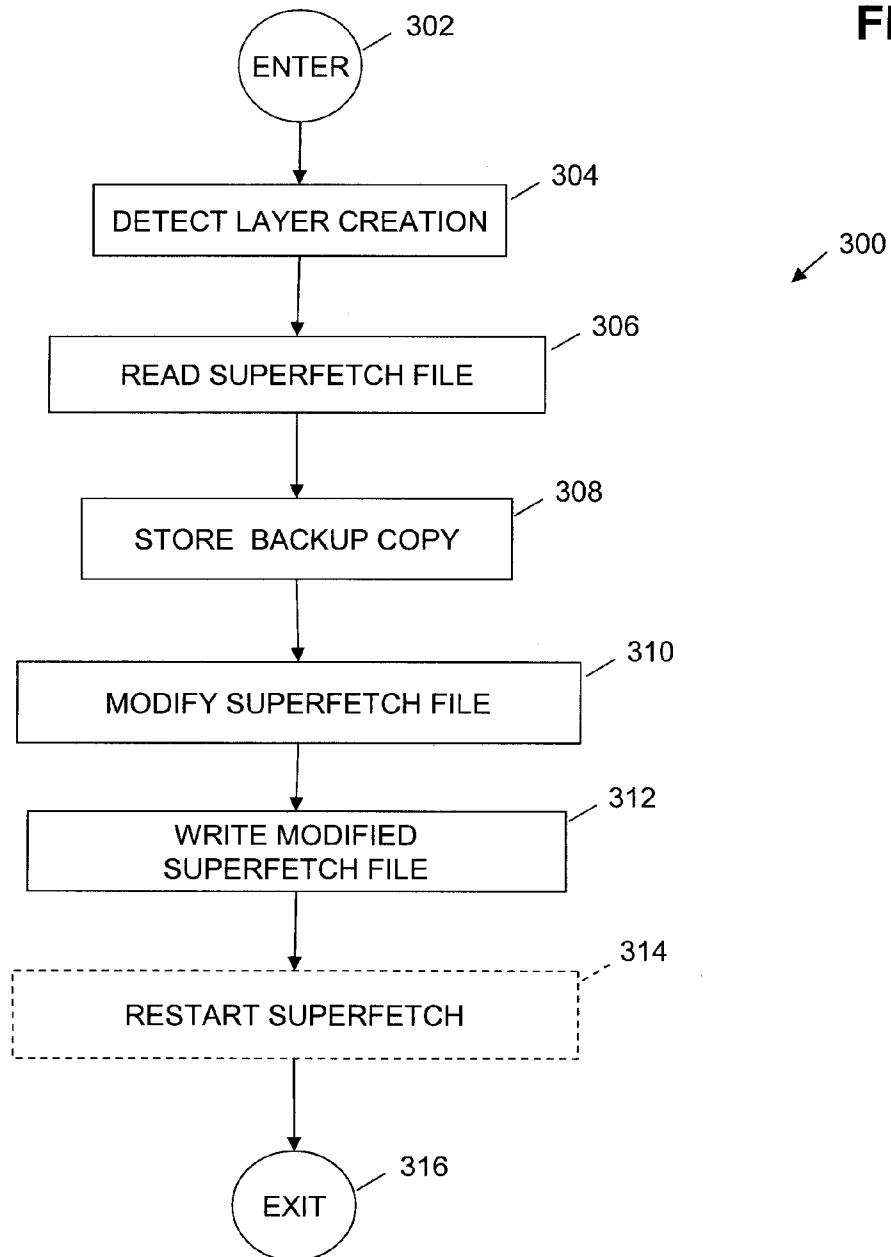 302
FI
ENTER
304
DETECT LAYER CREATION
300
306
READ SUPERFETCH FILE
308
STORE BACKUP COPY
310
MODIFY SUPERFETCH FILE
312
WRITE MODIFIED
SUPERFETCH FILE
314
RESTART SUPERFETCH
316
EXIT